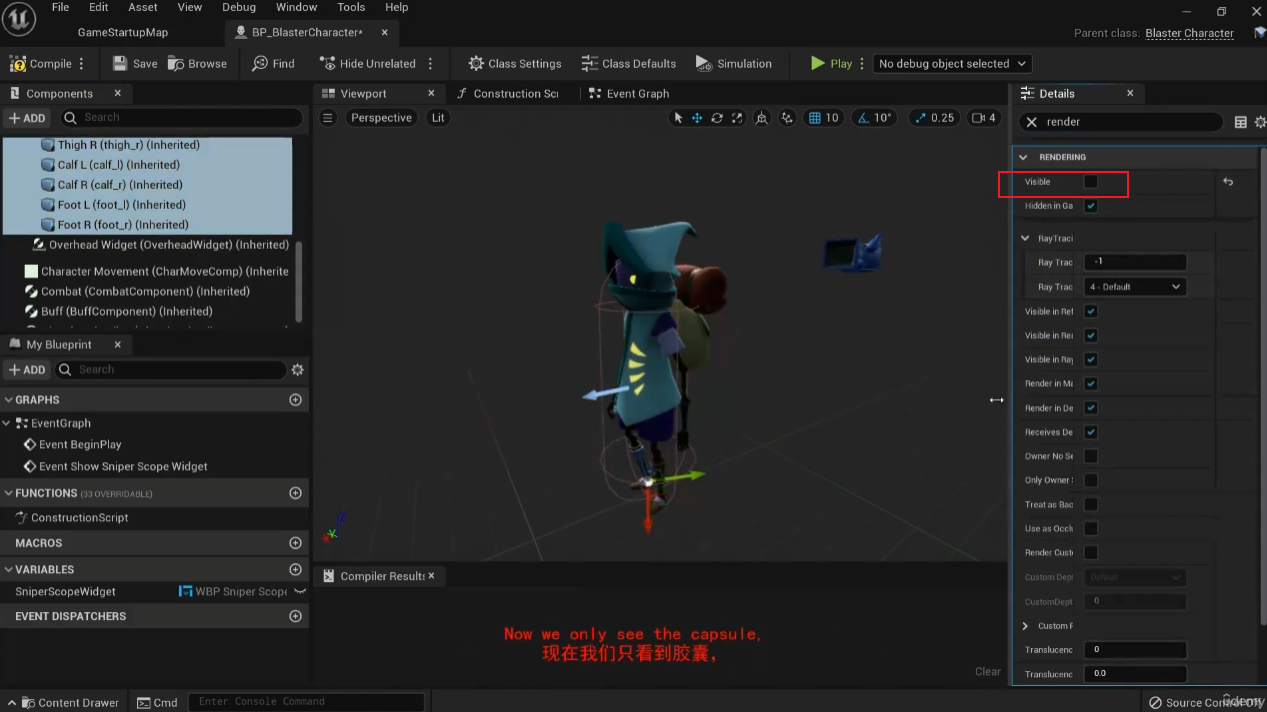 File Edit Asset View Debug Window Tools Help
GameStartupMap
BP_BlasterCharacter*
Parent class: Blaster Character
Compile
Save
Browse
Find
Hide Unrelated
Class Settings
Class Defaults
Simulation
Play
No debug object selected
Components
ADD
Search
Thigh R (thigh_r) (Inherited)
Calf L (calf_l) (Inherited)
Calf R (calf_r) (Inherited)
Foot L (foot_l) (Inherited)
Foot R (foot_r) (Inherited)
Overhead Widget (OverheadWidget) (Inherited)
Character Movement (CharMoveComp) (Inherite
Combat (CombatComponent) (Inherited)
Buff (BuffComponent) (Inherited)
My Blueprint
ADD
Search
GRAPHS
EventGraph
Event BeginPlay
Event Show Sniper Scope Widget
FUNCTIONS (33 OVERRIDABLE)
ConstructionScript
MACROS
VARIABLES
SniperScopeWidget
WBP Sniper Scope
EVENT DISPATCHERS
Viewport
Construction Sci
Event Graph
Perspective
Lit
10
10°
0.25
4
Z
Compiler Results
Now we only see the capsule,
现在我们只看到胶囊，
Clear
Details
render
RENDERING
Visible
Hidden in Ga
RayTraci
Ray Trac
-1
Ray Trac
4 - Default
Visible in Ref
Visible in Rea
Visible in Ray
Render in Ma
Render in De
Receives De
Owner No Se
Only Owner
Treat as Bac
Use as Occlu
Render Cust
Custom Dept
Default
CustomDept
0
Custom
Translucenc
0
Translucenc
0.0
Content Drawer
Cmd
Enter Console Command
Source Control Off
Udemy